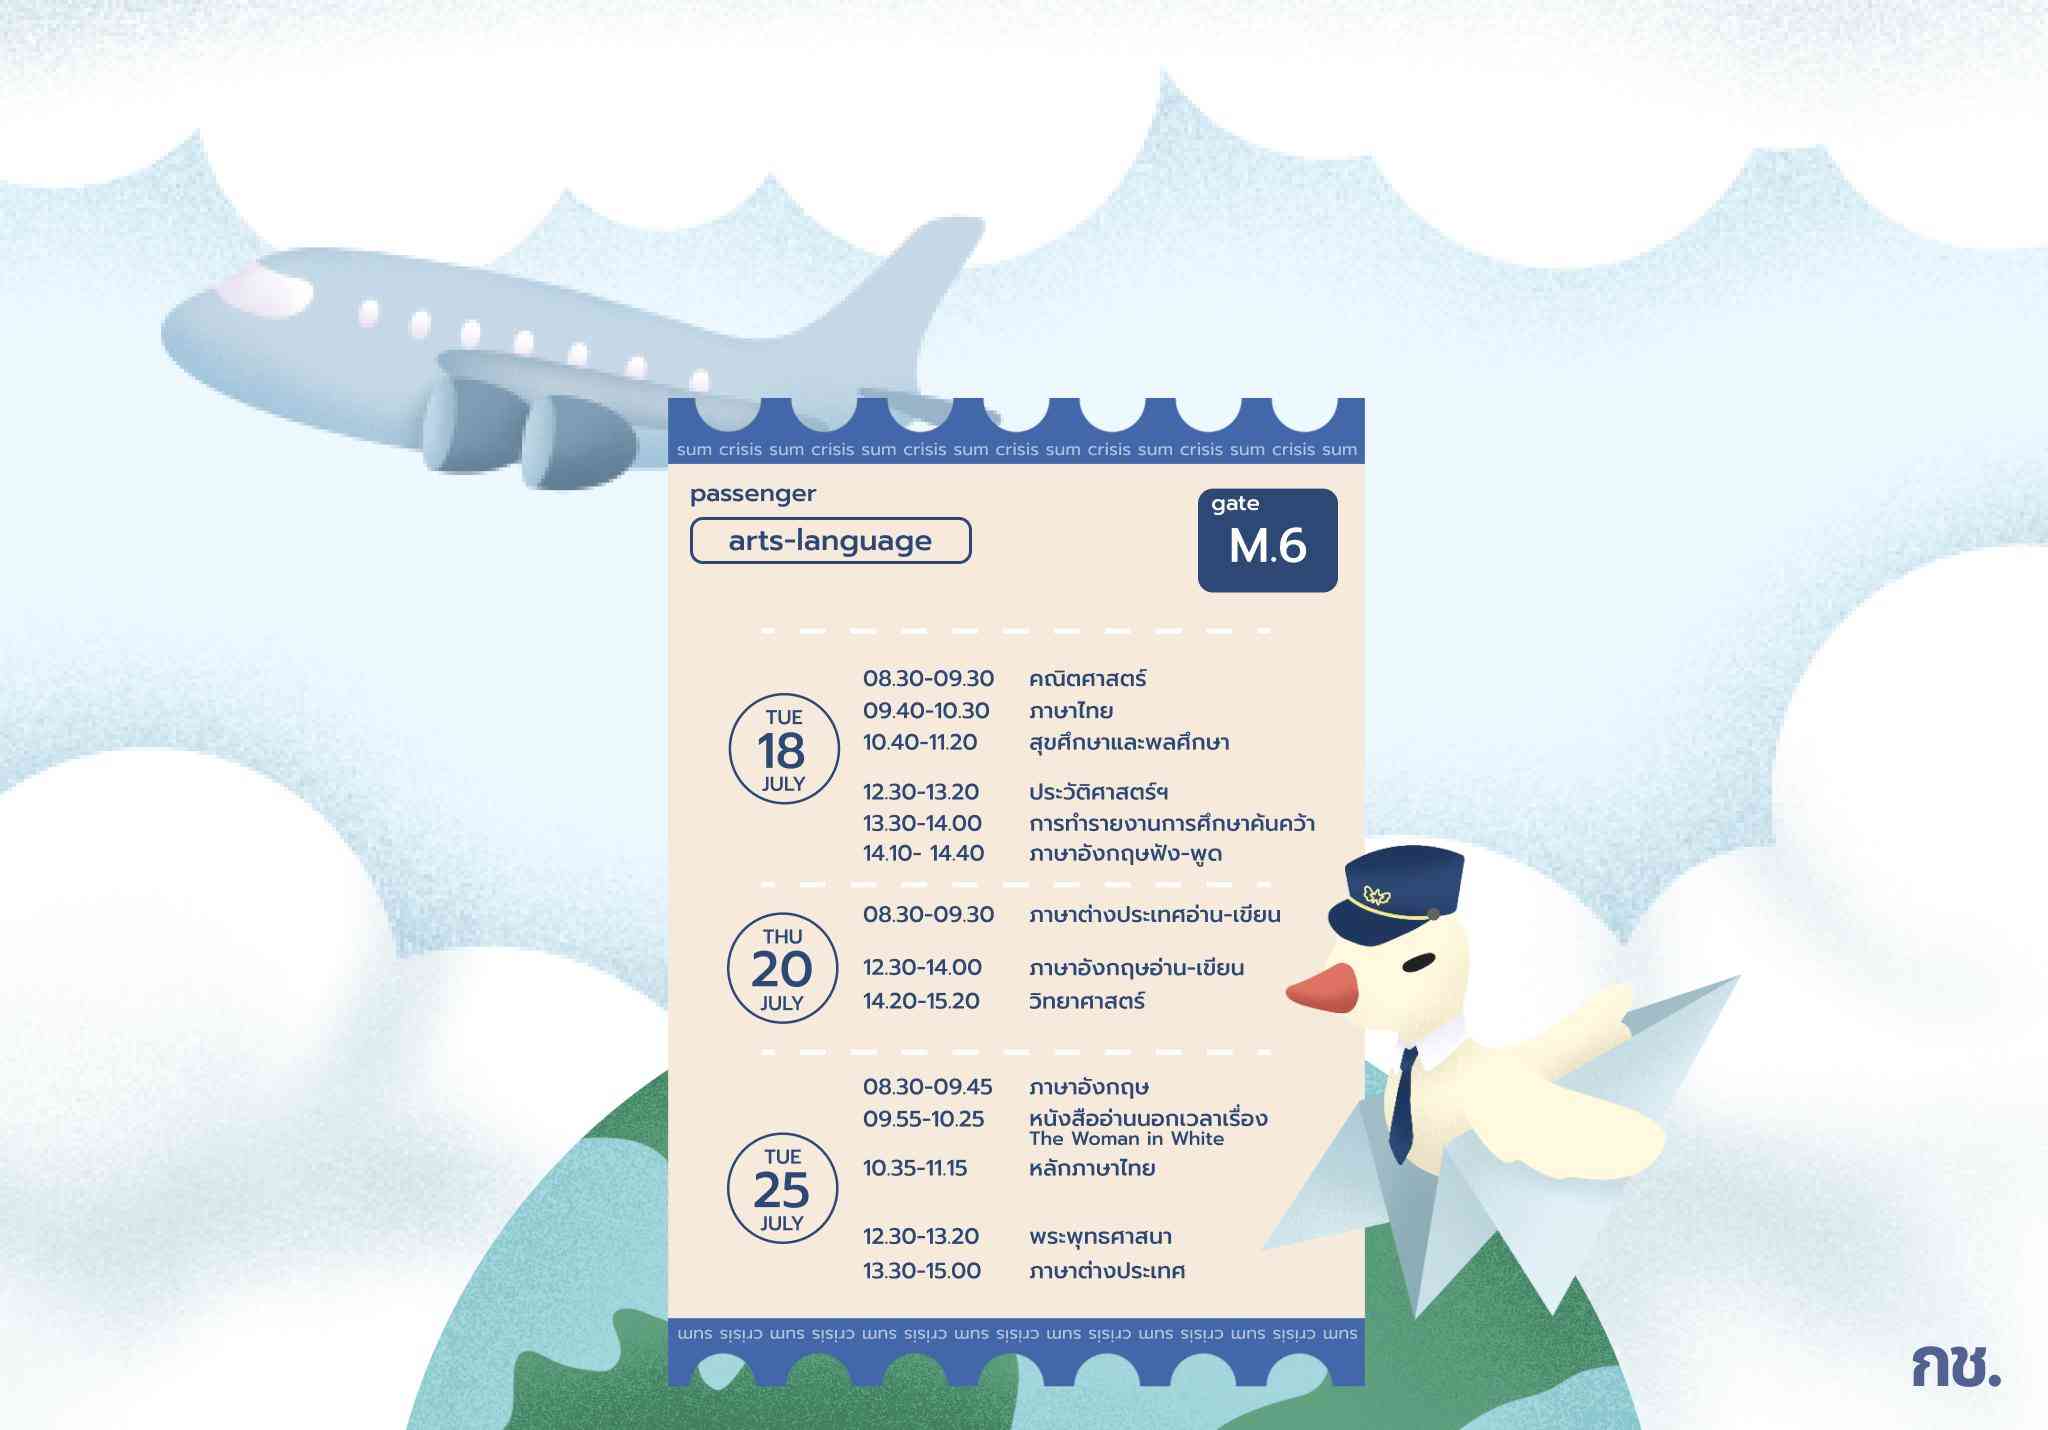 sum crisis sum crisis sum crisis sum crisis sum crisis sum crisis sum crisis sum
passenger
arts-language
gate
M.6
TUE
18
JULY
08.30-09.30 คณิตศาสตร์
09.40-10.30 ภาษาไทย
10.40-11.20 สุขศึกษาและพลศึกษา
12.30-13.20 ประวัติศาสตร์ฯ
13.30-14.00 การทำรายงานการศึกษาค้นคว้า
14.10- 14.40 ภาษาอังกฤษฟัง-พูด
THU
20
JULY
08.30-09.30 ภาษาต่างประเทศอ่าน-เขียน
12.30-14.00 ภาษาอังกฤษอ่าน-เขียน
14.20-15.20 วิทยาศาสตร์
TUE
25
JULY
08.30-09.45 ภาษาอังกฤษ
09.55-10.25 หนังสืออ่านนอกเวลาเรื่อง
The Woman in White
10.35-11.15 หลักภาษาไทย
12.30-13.20 พระพุทธศาสนา
13.30-15.00 ภาษาต่างประเทศ
sum crisis sum crisis sum crisis sum crisis sum crisis sum crisis sum crisis sum
กช.